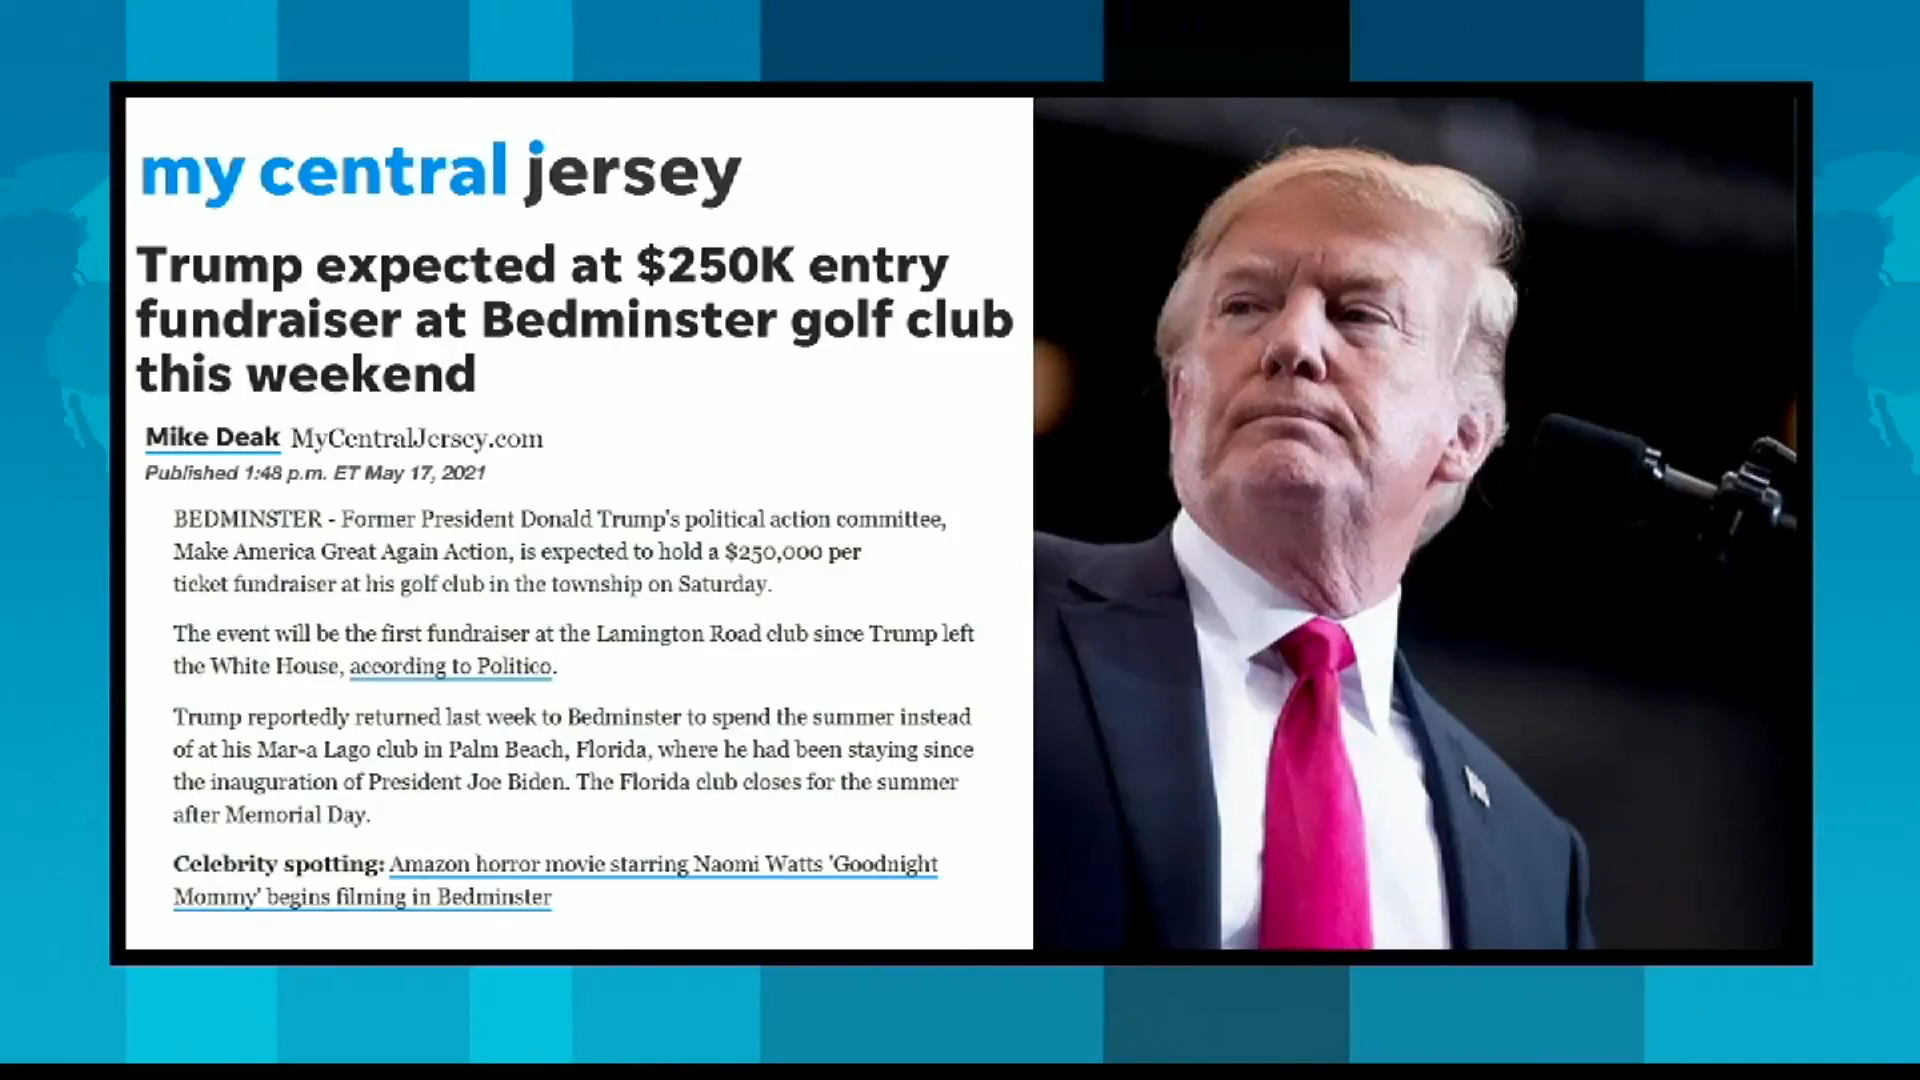 my central jersey
Trump expected at $250K entry
fundraiser at Bedminster golf club
this weekend
Mike Deak MyCentralJersey.com
Published 1:48 p.m. ET May 17, 2021
BEDMINSTER - Former President Donald Trump's political action committee,
Make America Great Again Action, is expected to hold a $250,000 per
ticket fundraiser at his golf club in the township on Saturday.
The event will be the first fundraiser at the Lamington Road club since Trump left
the White House, according to Politico.
Trump reportedly returned last week to Bedminster to spend the summer instead
of at his Mar-a Lago club in Palm Beach, Florida, where he had been staying since
the inauguration of President Joe Biden. The Florida club closes for the summer
after Memorial Day.
Celebrity spotting: Amazon horror movie starring Naomi Watts 'Goodnight
Mommy' begins filming in Bedminster